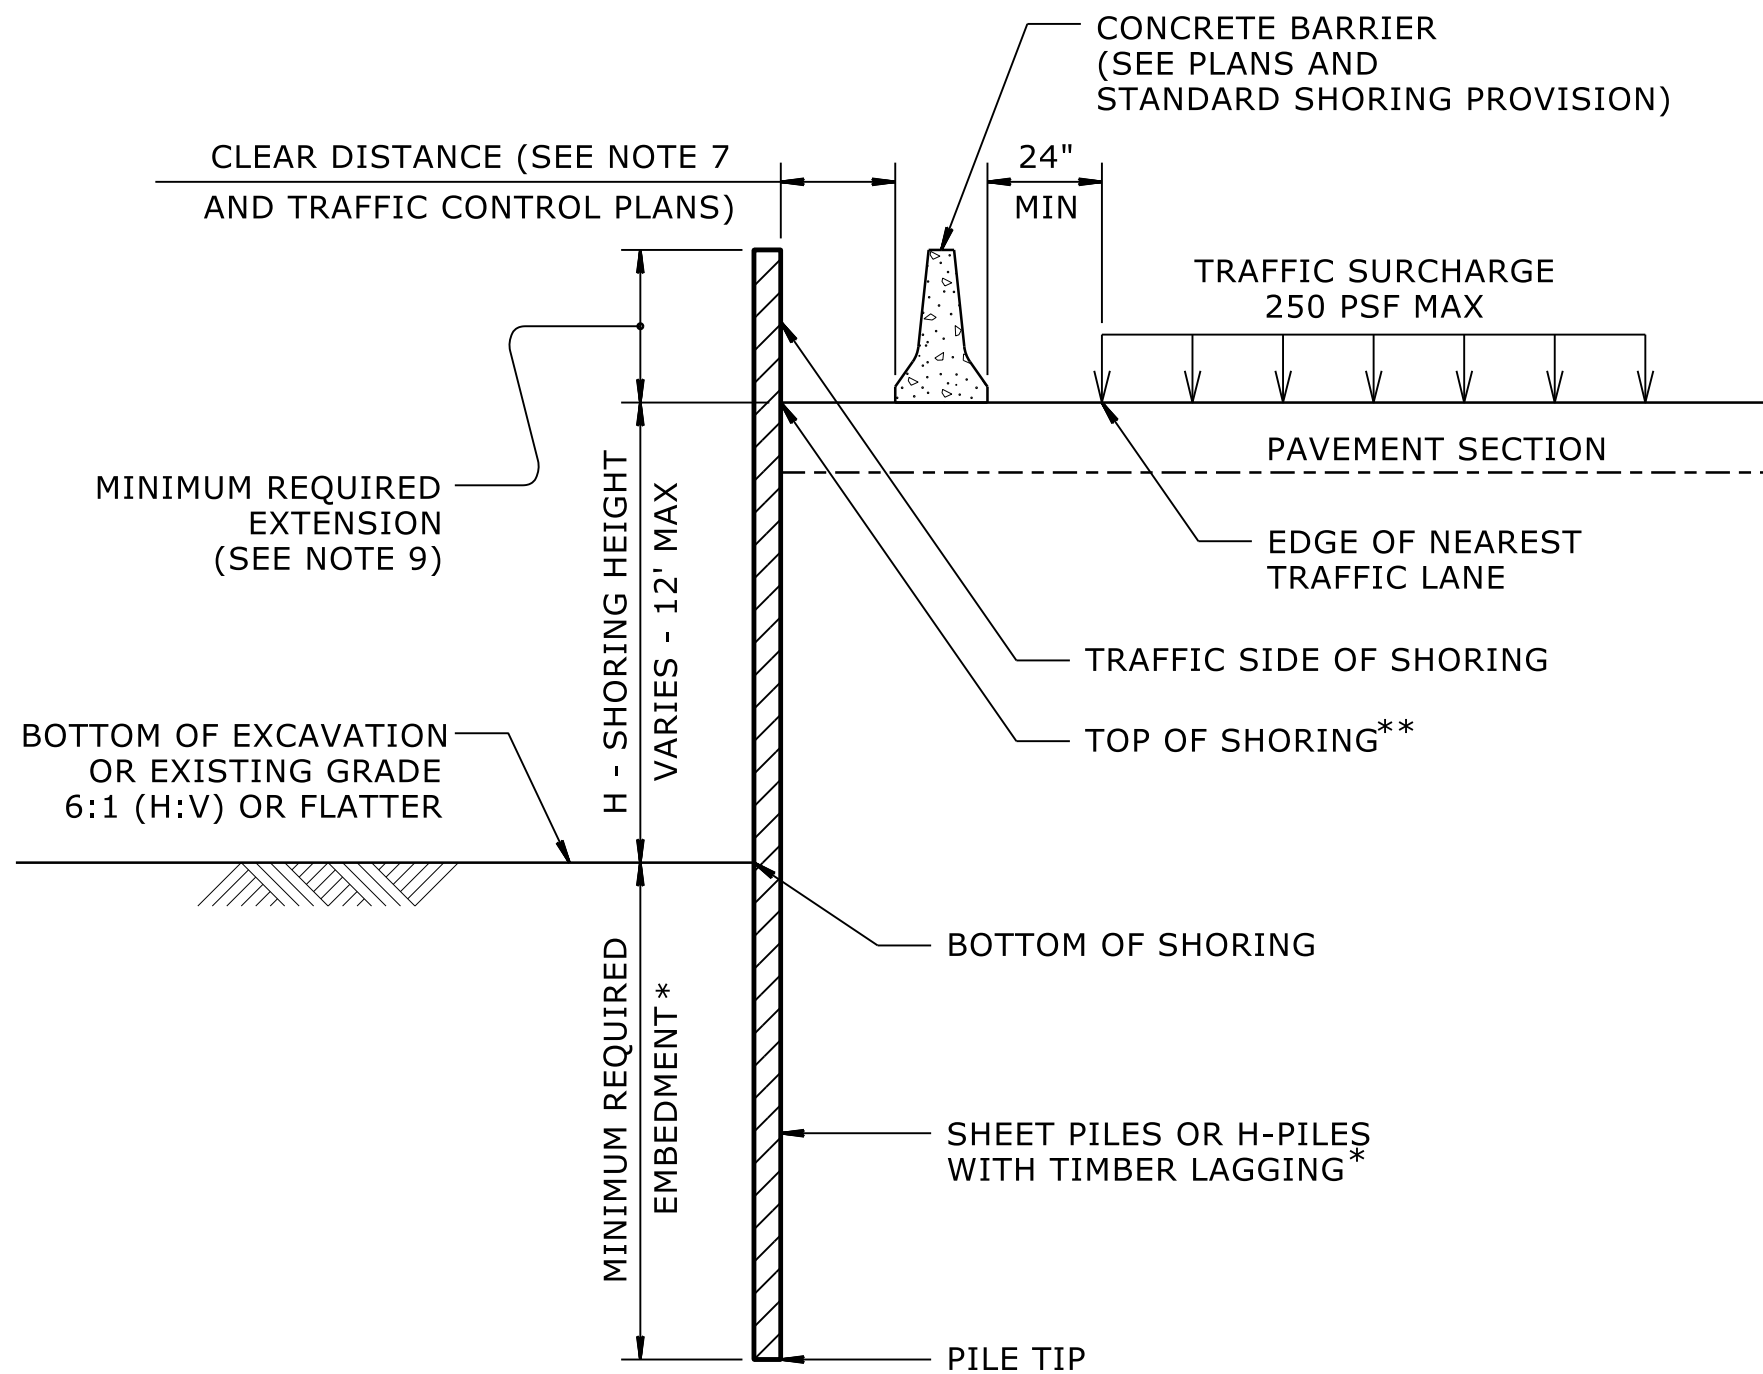 CONCRETE BARRIER
(SEE PLANS AND
STANDARD SHORING PROVISION)
CLEAR DISTANCE (SEE NOTE 7
AND TRAFFIC CONTROL PLANS)
24"
MIN
TRAFFIC SURCHARGE
250 PSF MAX
PAVEMENT SECTION
MINIMUM REQUIRED
EXTENSION
(SEE NOTE 9)
H - SHORING HEIGHT
VARIES - 12' MAX
EDGE OF NEAREST
TRAFFIC LANE
TRAFFIC SIDE OF SHORING
TOP OF SHORING**
BOTTOM OF EXCAVATION
OR EXISTING GRADE
6:1 (H:V) OR FLATTER
BOTTOM OF SHORING
MINIMUM REQUIRED
EMBEDMENT*
SHEET PILES OR H-PILES
WITH TIMBER LAGGING*
PILE TIP